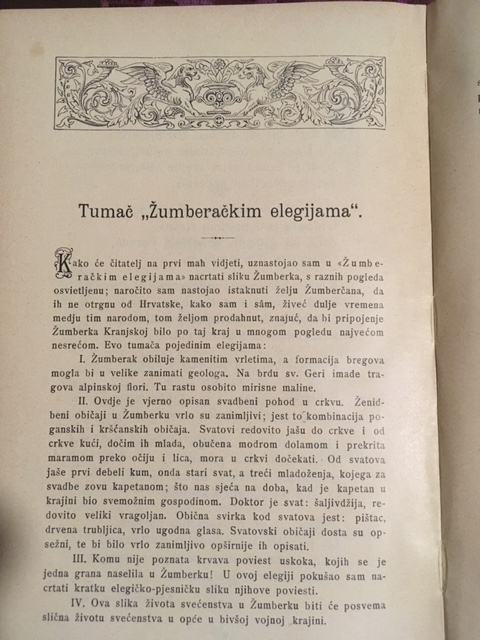 Tumač „Žumberačkim elegijama“.
Kako će čitatelj na prvi mah vidjeti, uznastojao sam u «Žumbe-
račkim elegijama» nacrtati sliku Žumberka, s raznih pogleda
osvietljenu; naročito sam nastojao istaknuti želju Žumberčana, da
ih ne otrgnu od Hrvatske, kako sam i sâm, živeć dulje vremena
medju tim narodom, tom željom prodahnut, znajuć, da bi pripojenje
Žumberka Kranjskoj bilo po taj kraj u mnogom pogledu najvećom
nesrećom. Evo tumača pojedinim elegijama:
I. Žumberak obiluje kamenitim vrletima, a formacija bregova
mogla bi u velike zanimati geologa. Na brdu sv. Geri imade tra-
gova alpinskoj flori. Tu rastu osobito mirisne maline.
II. Ovdje je vjerno opisan svadbeni pohod u crkvu. Ženid-
beni običaji u Žumberku vrlo su zanimljivi; jest to kombinacija po-
ganskih i kršćanskih običaja. Svatovi redovito jašu do crkve i od
crkve kući, dočim ih mlada, obučena modrom dolamom i prekrita
maramom preko očiju i lica, mora u crkvi dočekati. Od svatova
jaše prvi debeli kum, onda stari svat, a treći mladoženja, kojega za
svadbe zovu kapetanom; što nas sjeća na doba, kad je kapetan u
krajini bio svemožnim gospodinom. Doktor je svat: šaljivdžija, re-
dovito veliki vragoljan. Obična svirka kod svatova jest: pištac,
drvena trubljica, vrlo ugodna glasa. Svatovski običaji dosta su op-
sežni, te bi bilo vrlo zanimljivo opširnije ih opisati.
III. Komu nije poznata krvava poviest uskoka, kojih se je
jedna grana naselila u Žumberku! U ovoj elegiji pokušao sam na-
crtati kratku elegičko-pjesničku sliku njihove poviesti.
IV. Ova slika života svećenstva u Žumberku biti će posvema
slična životu svećenstva u opće u bivšoj vojnoj krajini.